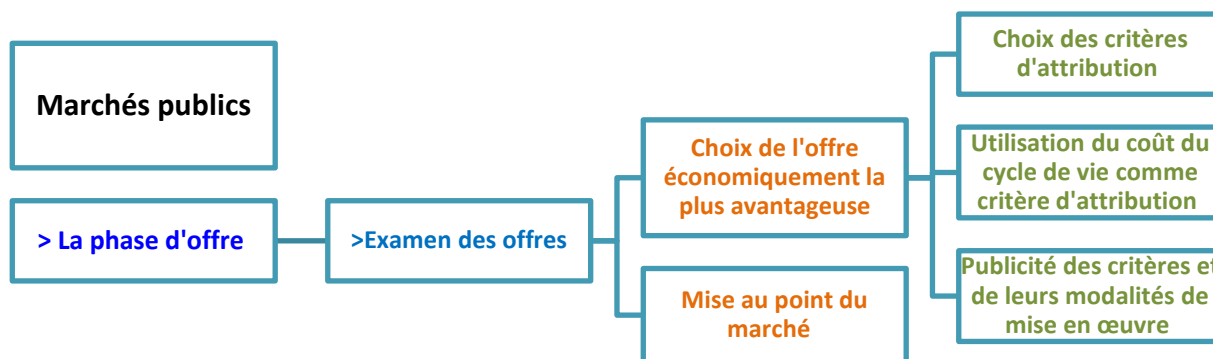 Marchés publics
> La phase d'offre
>Examen des offres
Choix de l'offre
économiquement la
plus avantageuse
Mise au point du
marché
Choix des critères
d'attribution
Utilisation du coût du
cycle de vie comme
critère d'attribution
Publicité des critères et
de leurs modalités de
mise en œuvre